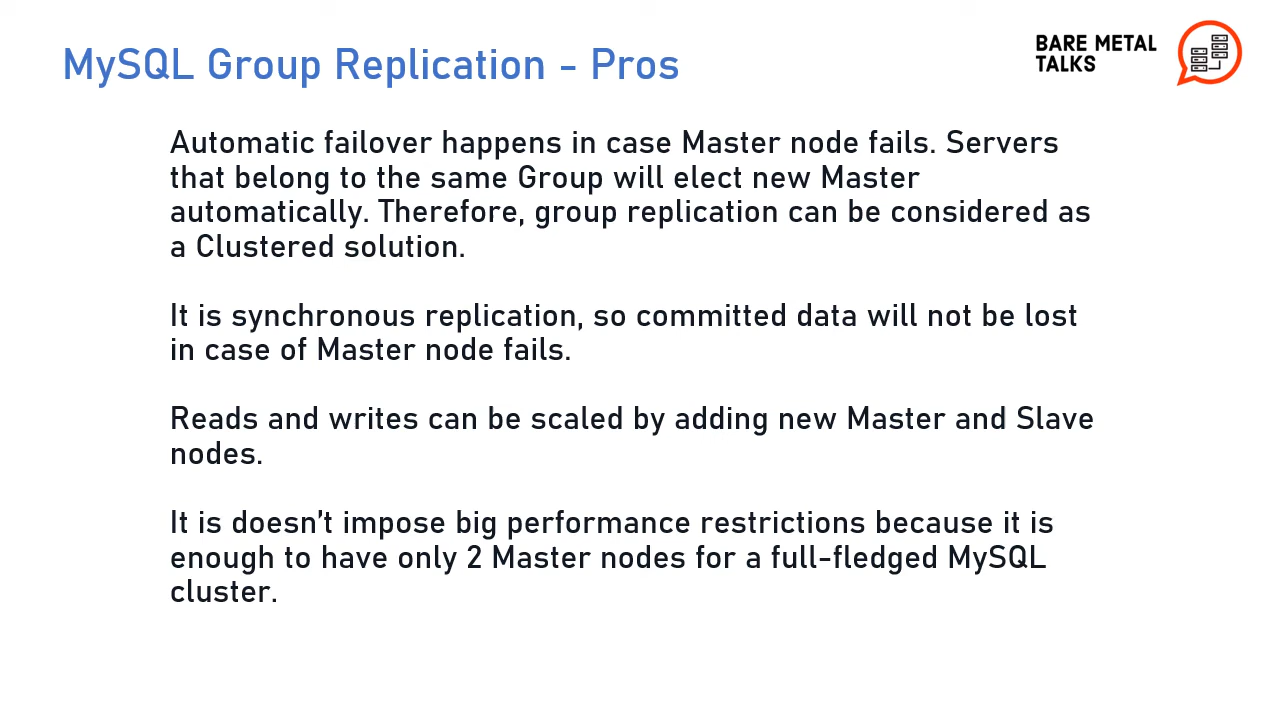 MySQL Group Replication - Pros
BARE METAL
TALKS
Automatic failover happens in case Master node fails. Servers
that belong to the same Group will elect new Master
automatically. Therefore, group replication can be considered as
a Clustered solution.
It is synchronous replication, so committed data will not be lost
in case of Master node fails.
Reads and writes can be scaled by adding new Master and Slave
nodes.
It is doesn’t impose big performance restrictions because it is
enough to have only 2 Master nodes for a full-fledged MySQL
cluster.